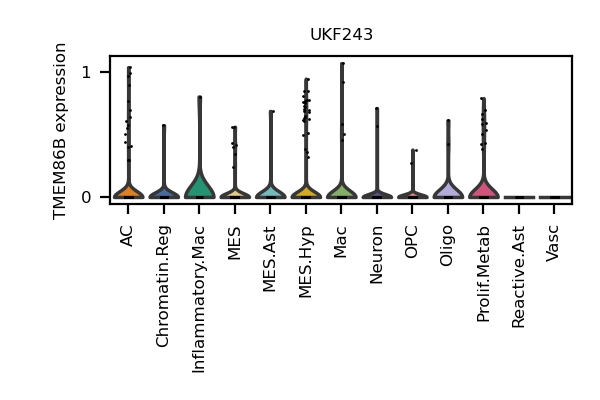 UKF243
TMEM86B expression
1
0
AC
Chromatin.Reg
Inflammatory.Mac
MES
MES.Ast
MES.Hyp
Mac
Neuron
OPC
Oligo
Prolif.Metab
Reactive.Ast
Vasc